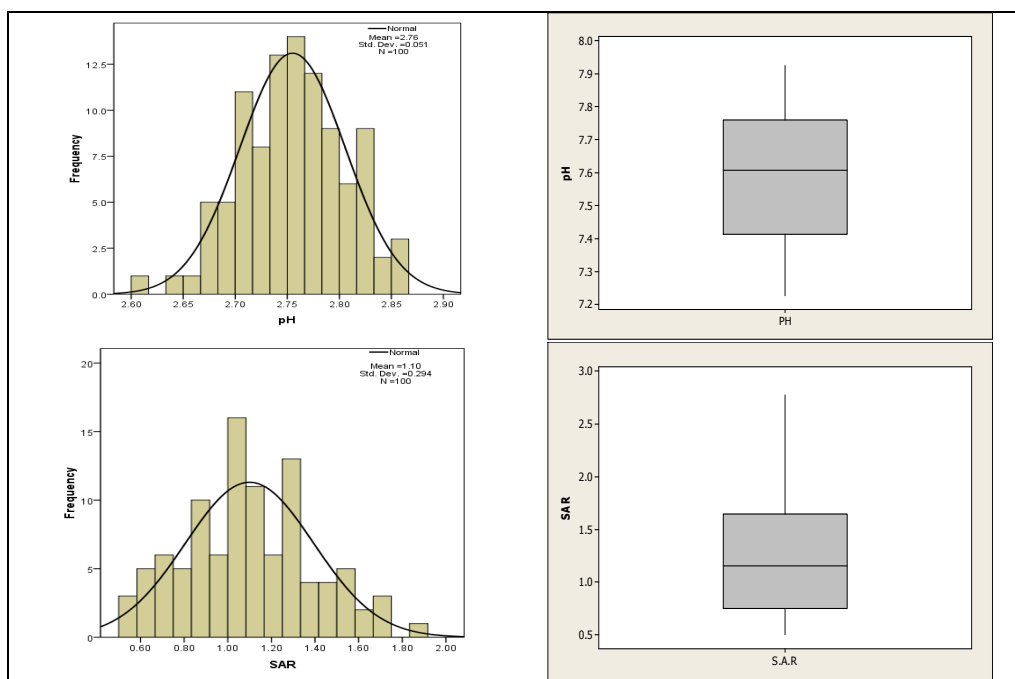 Normal
Mean =2.76
Std. Dev. =0.051
N =100
Frequency
12.5
10.0
7.5
5.0
2.5
0.0
2.60 2.65 2.70 2.75 2.80 2.85 2.90
pH
8.0
7.9
7.8
7.7
7.6
7.5
7.4
7.3
7.2
pH
PH
Normal
Mean =1.10
Std. Dev. =0.294
N =100
Frequency
20
15
10
5
0
0.60 0.80 1.00 1.20 1.40 1.60 1.80 2.00
SAR
3.0
2.5
2.0
1.5
1.0
0.5
SAR
S.A.R